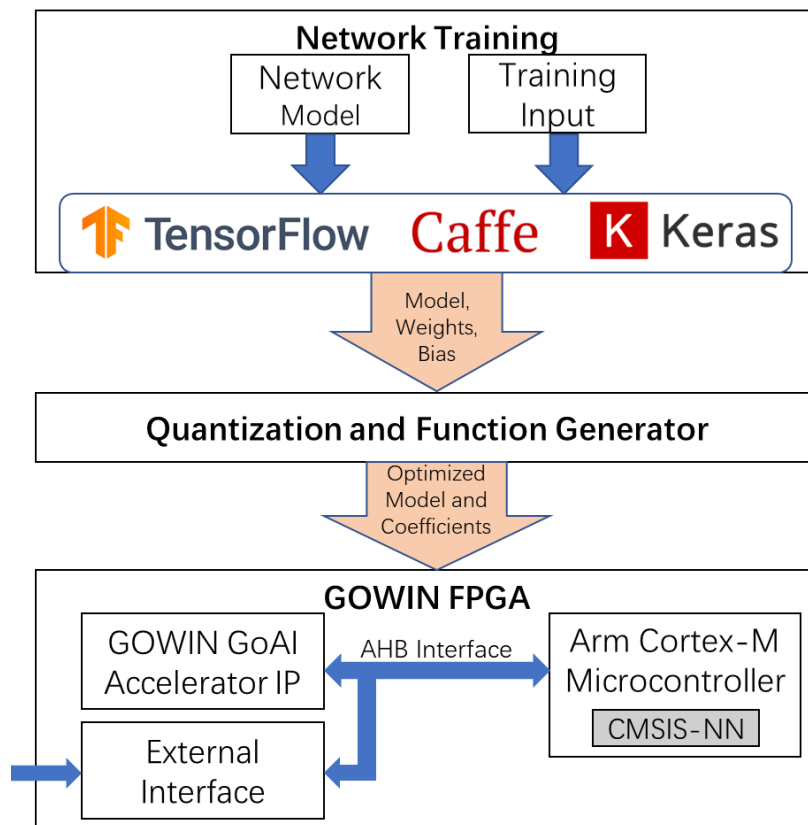 Network Training
Network
Model
Training
Input
TensorFlow
Caffe
K Keras
Model,
Weights,
Bias
Quantization and Function Generator
Optimized
Model and
Coefficients
GOWIN FPGA
GOWIN GoAI
Accelerator IP
AHB Interface
Arm Cortex-M
Microcontroller
CMSIS-NN
External
Interface